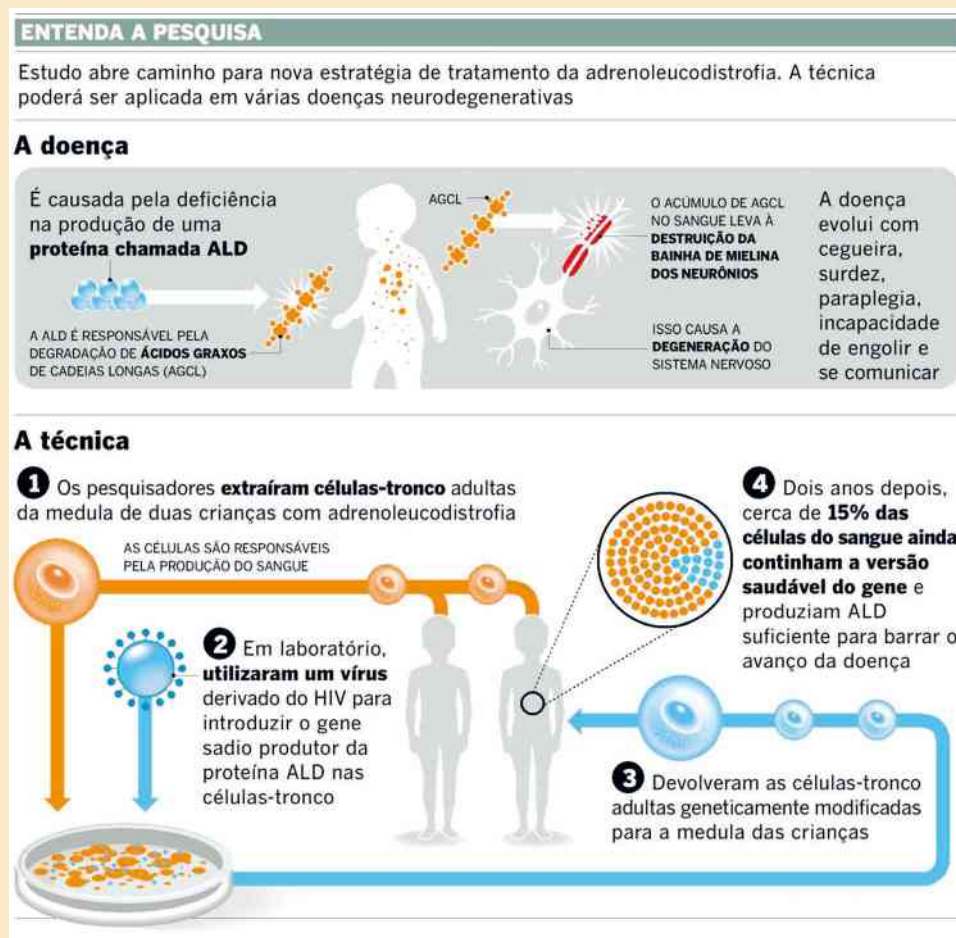 ENTENDA A PESQUISA
Estudo abre caminho para nova estratégia de tratamento da adrenoleucodistrofia. A técnica
poderá ser aplicada em várias doenças neurodegenerativas
A doença
É causada pela deficiência
na produção de uma
proteína chamada ALD
A ALD É RESPONSÁVEL PELA
DEGRADAÇÃO DE ÁCIDOS GRAXOS
DE CADEIAS LONGAS (AGCL)
AGCL
O ACÚMULO DE AGCL
NO SANGUE LEVA À
DESTRUIÇÃO DA
BAINHA DE MIELINA
DOS NEURÔNIOS
ISSO CAUSA A
DEGENERAÇÃO DO
SISTEMA NERVOSO
A doença
evolui com
cegueira,
surdez,
paraplegia,
incapacidade
de engolir e
se comunicar
A técnica
1 Os pesquisadores extraíram células-tronco adultas
da medula de duas crianças com adrenoleucodistrofia
AS CÉLULAS SÃO RESPONSÁVEIS
PELA PRODUÇÃO DO SANGUE
2 Em laboratório,
utilizaram um vírus
derivado do HIV para
introduzir o gene
sadio produtor da
proteína ALD nas
células-tronco
3 Devolveram as células-tronco
adultas geneticamente modificadas
para a medula das crianças
4 Dois anos depois,
cerca de 15% das
células do sangue ainda
continham a versão
saudável do gene e
produziam ALD
suficiente para barrar o
avanço da doença